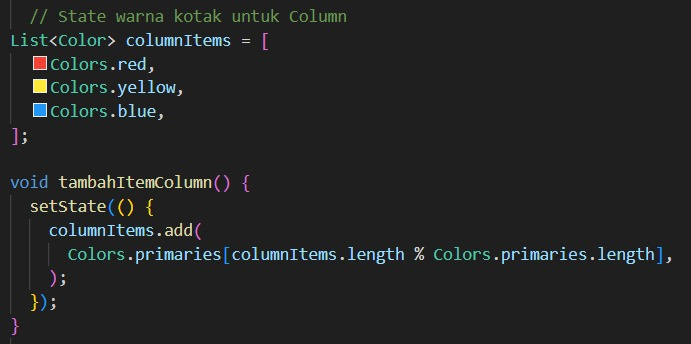 // State warna kotak untuk Column
List<Color> columnItems = [
Colors.red,
Colors.yellow,
Colors.blue,
];
void tambahItemColumn() {
setState(() {
columnItems.add(
Colors.primaries[columnItems.length % Colors.primaries.length],
);
});
}